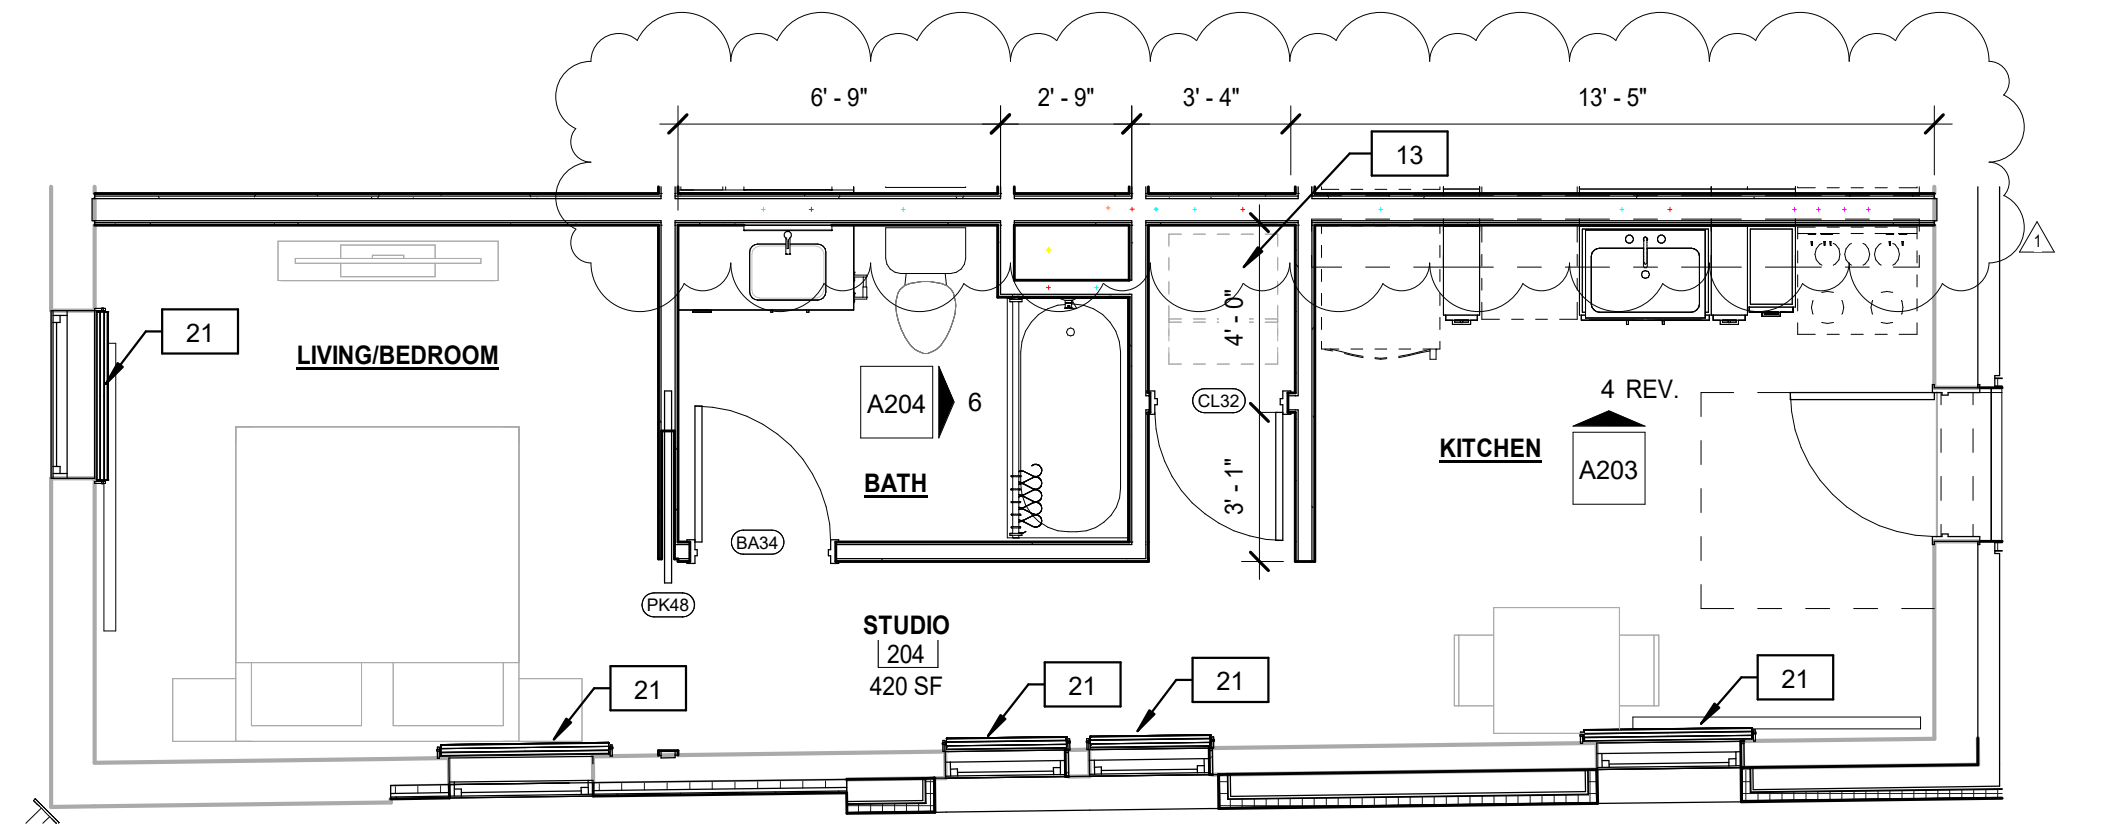 6' - 9"
2' - 9"
3' - 4"
13' - 5"
13
1
21
LIVING/BEDROOM
4' - 0"
A204
6
CL32
4 REV.
KITCHEN
A203
BATH
3' - 1"
BA34
PK48
STUDIO
204
420 SF
21
21
21
21